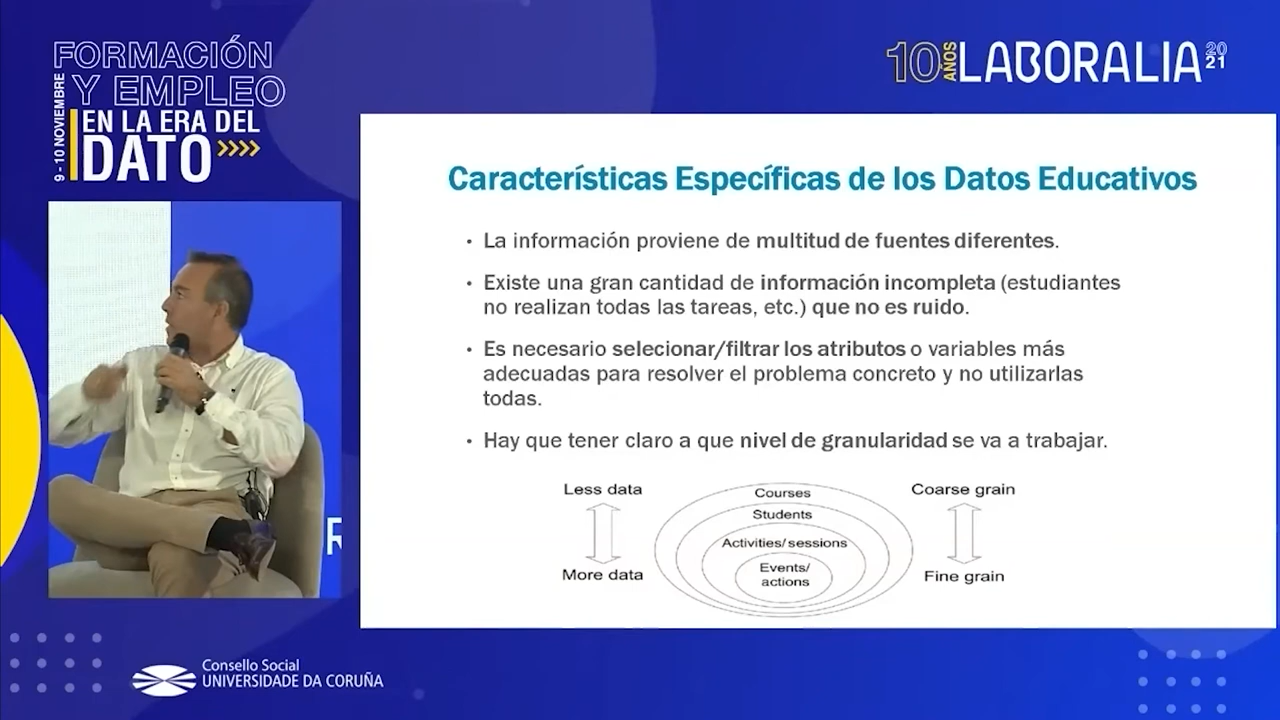 FORMACIÓN
Y EMPLEO
EN LA ERA DEL
DATO
9 - 10 NOVIEMBRE
10 AÑOS LABORALIA 2021
Características Específicas de los Datos Educativos
• La información proviene de multitud de fuentes diferentes.
• Existe una gran cantidad de información incompleta (estudiantes
no realizan todas las tareas, etc.) que no es ruido.
• Es necesario selecionar/filtrar los atributos o variables más
adecuadas para resolver el problema concreto y no utilizarlas
todas.
• Hay que tener claro a que nivel de granularidad se va a trabajar.
Less data
More data
Courses
Students
Activities/sessions
Events/
actions
Coarse grain
Fine grain
R
Consello Social
UNIVERSIDADE DA CORUÑA